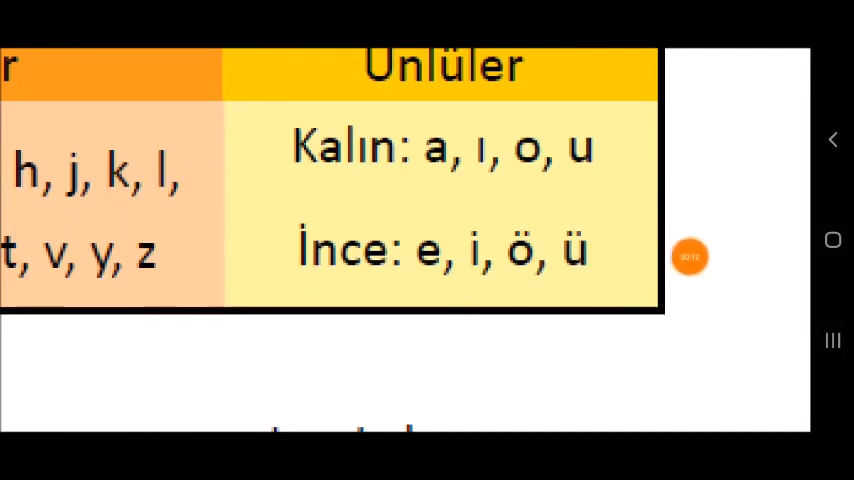 r
Ünlüler
h, j, k, l,
Kalın: a, ı, o, u
t, v, y, z
İnce: e, i, ö, ü